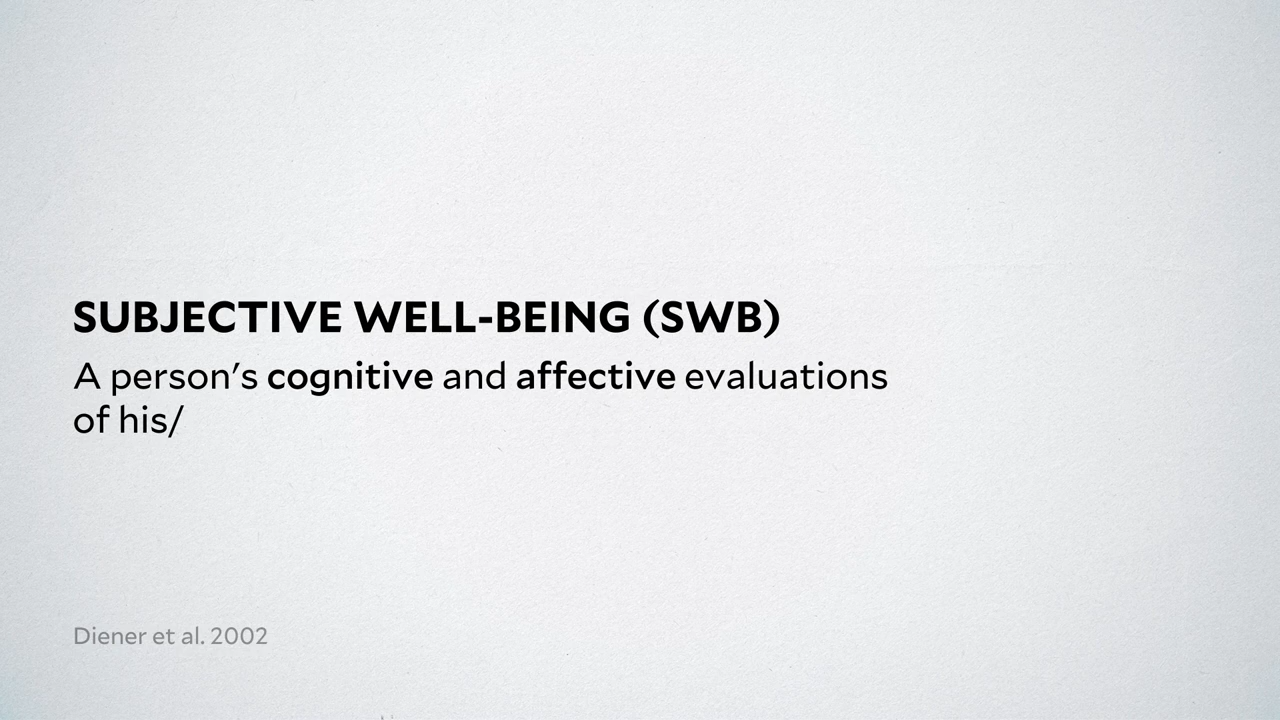 SUBJECTIVE WELL-BEING (SWB)
A person's cognitive and affective evaluations
of his/
Diener et al. 2002